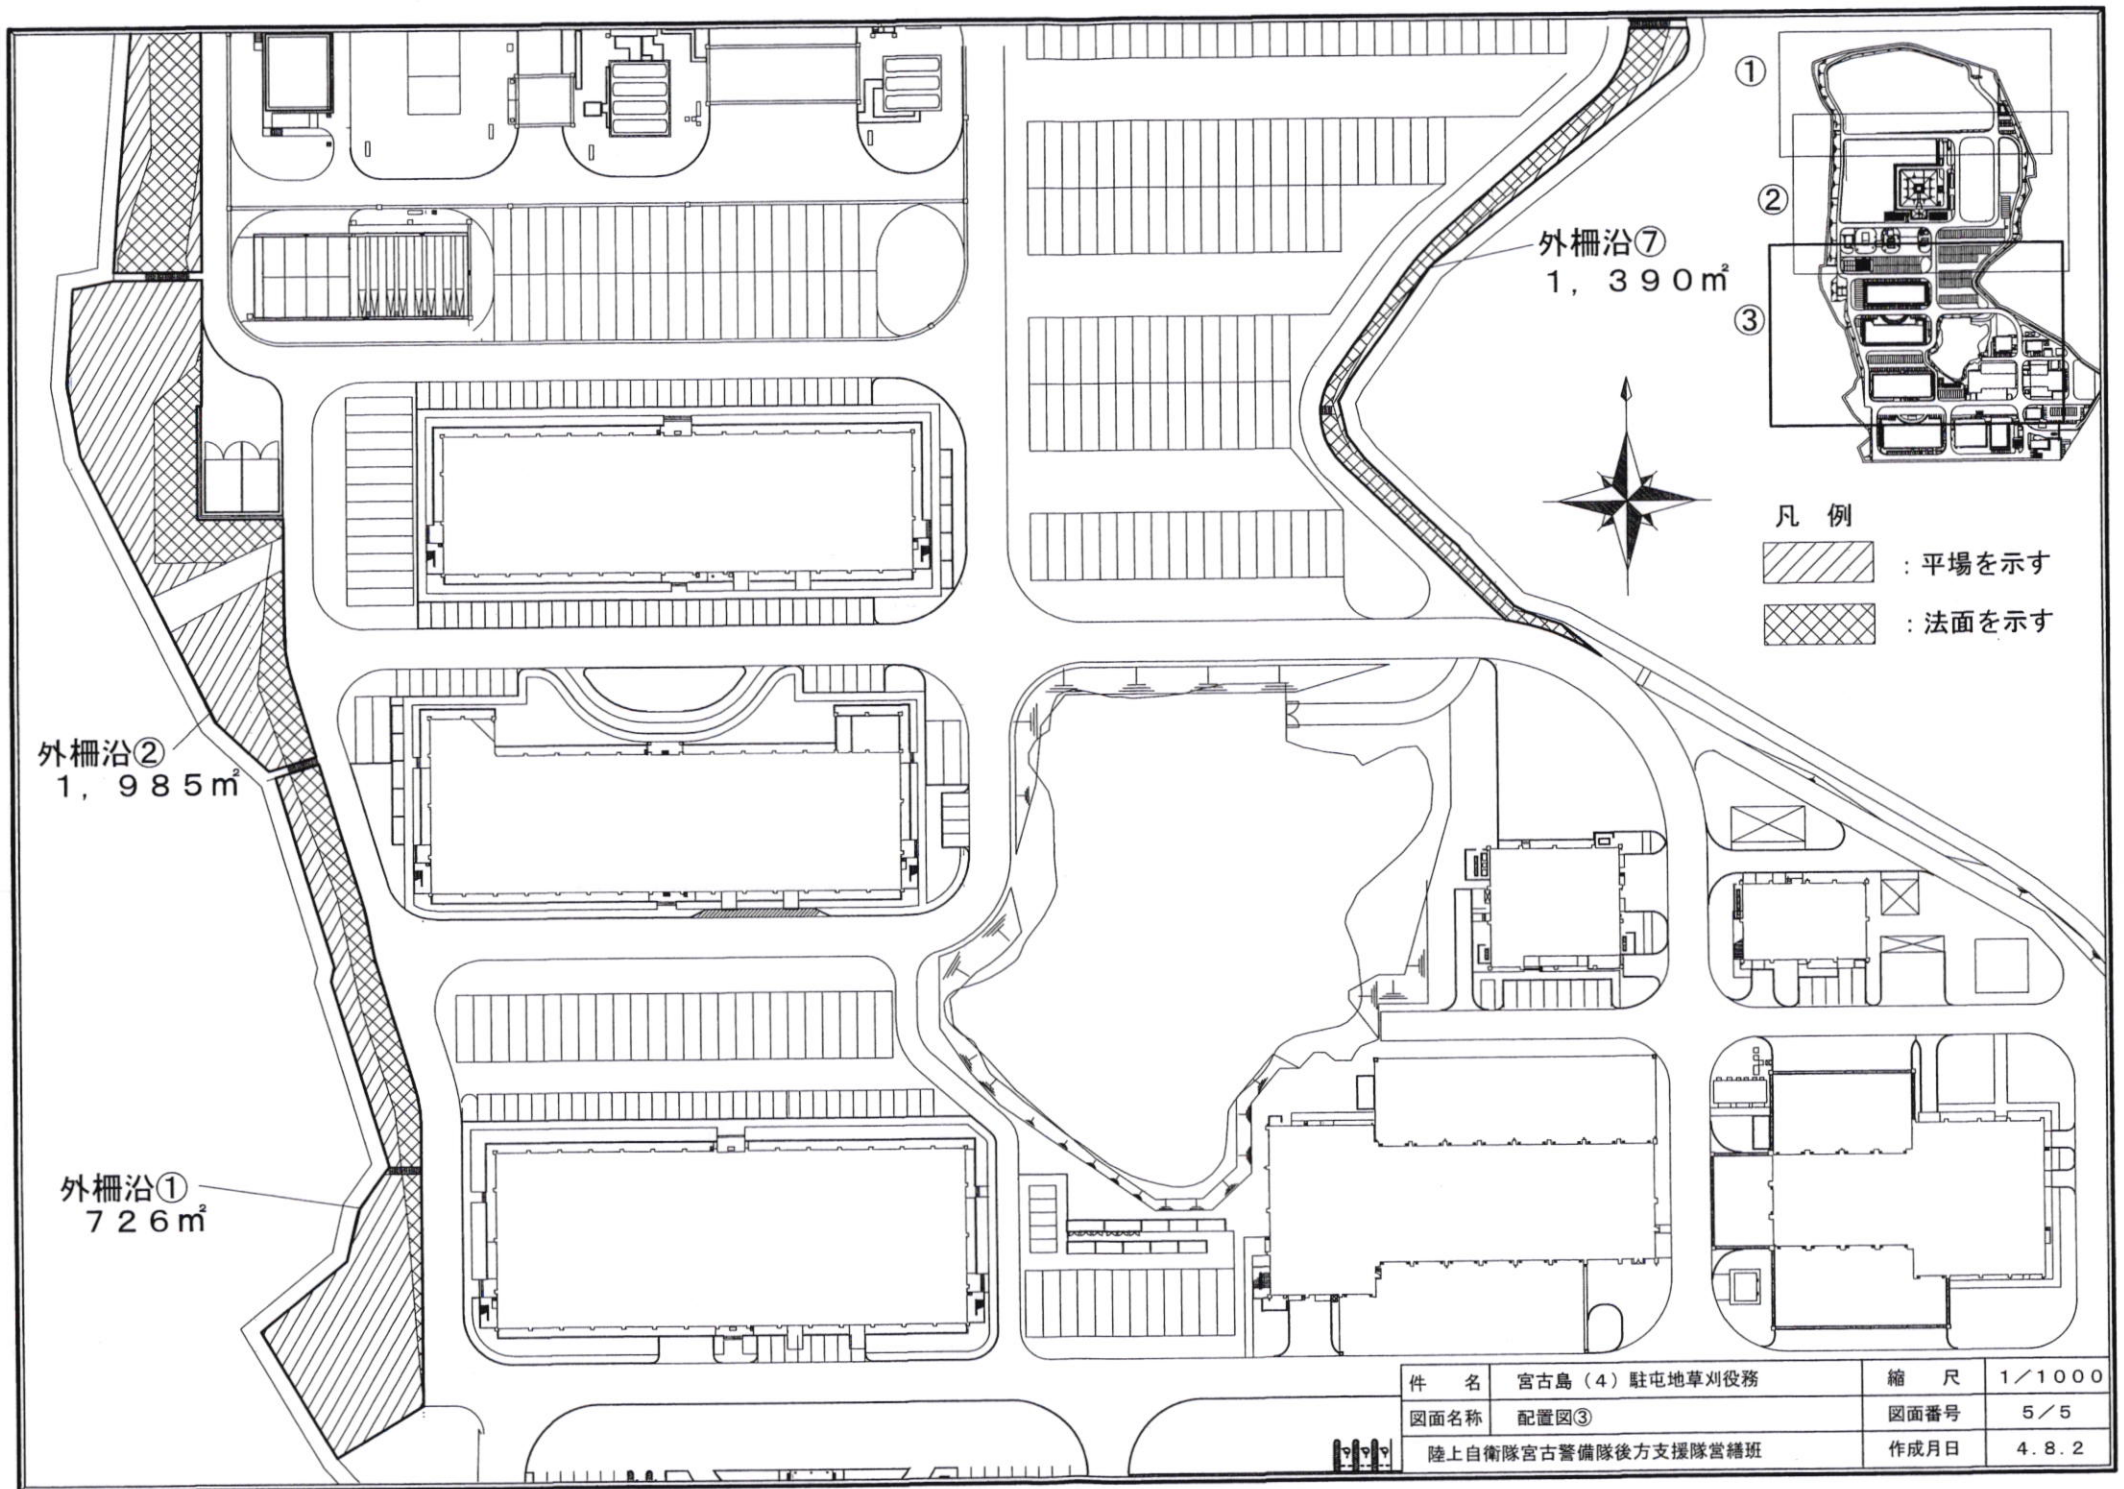 ①
②
③
外柵沿⑦
1,390㎡
凡 例
:平場を示す
:法面を示す
外柵沿②
1,985㎡
外柵沿①
726㎡
件 名 宮古島(4)駐屯地草刈役務 縮 尺 1/1000
図面名称 配置図③ 図面番号 5/5
陸上自衛隊宮古警備隊後方支援隊営繕班 作成月日 4.8.2